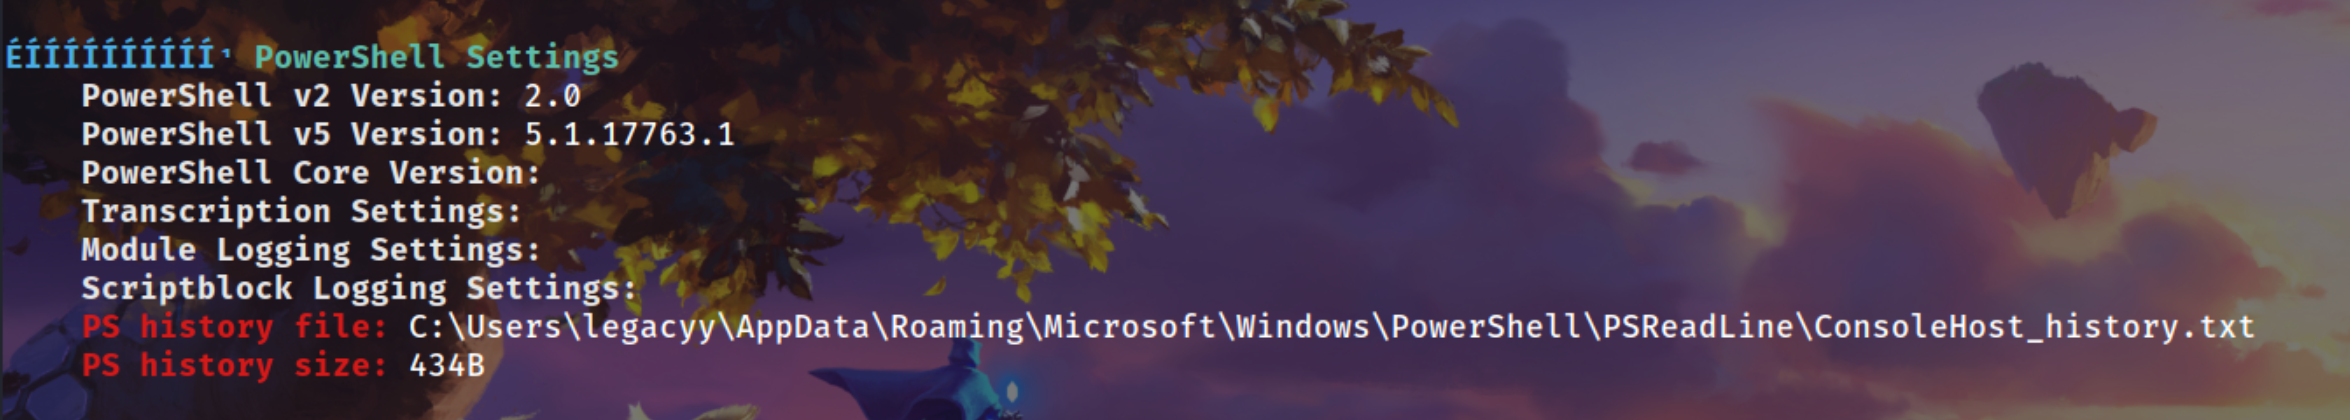 ÉÍÍÍÍÍÍÍÍÍÍ¹ PowerShell Settings
PowerShell v2 Version: 2.0
PowerShell v5 Version: 5.1.17763.1
PowerShell Core Version:
Transcription Settings:
Module Logging Settings:
Scriptblock Logging Settings:
PS history file: C:\Users\legacyy\AppData\Roaming\Microsoft\Windows\PowerShell\PSReadLine\ConsoleHost_history.txt
PS history size: 434B